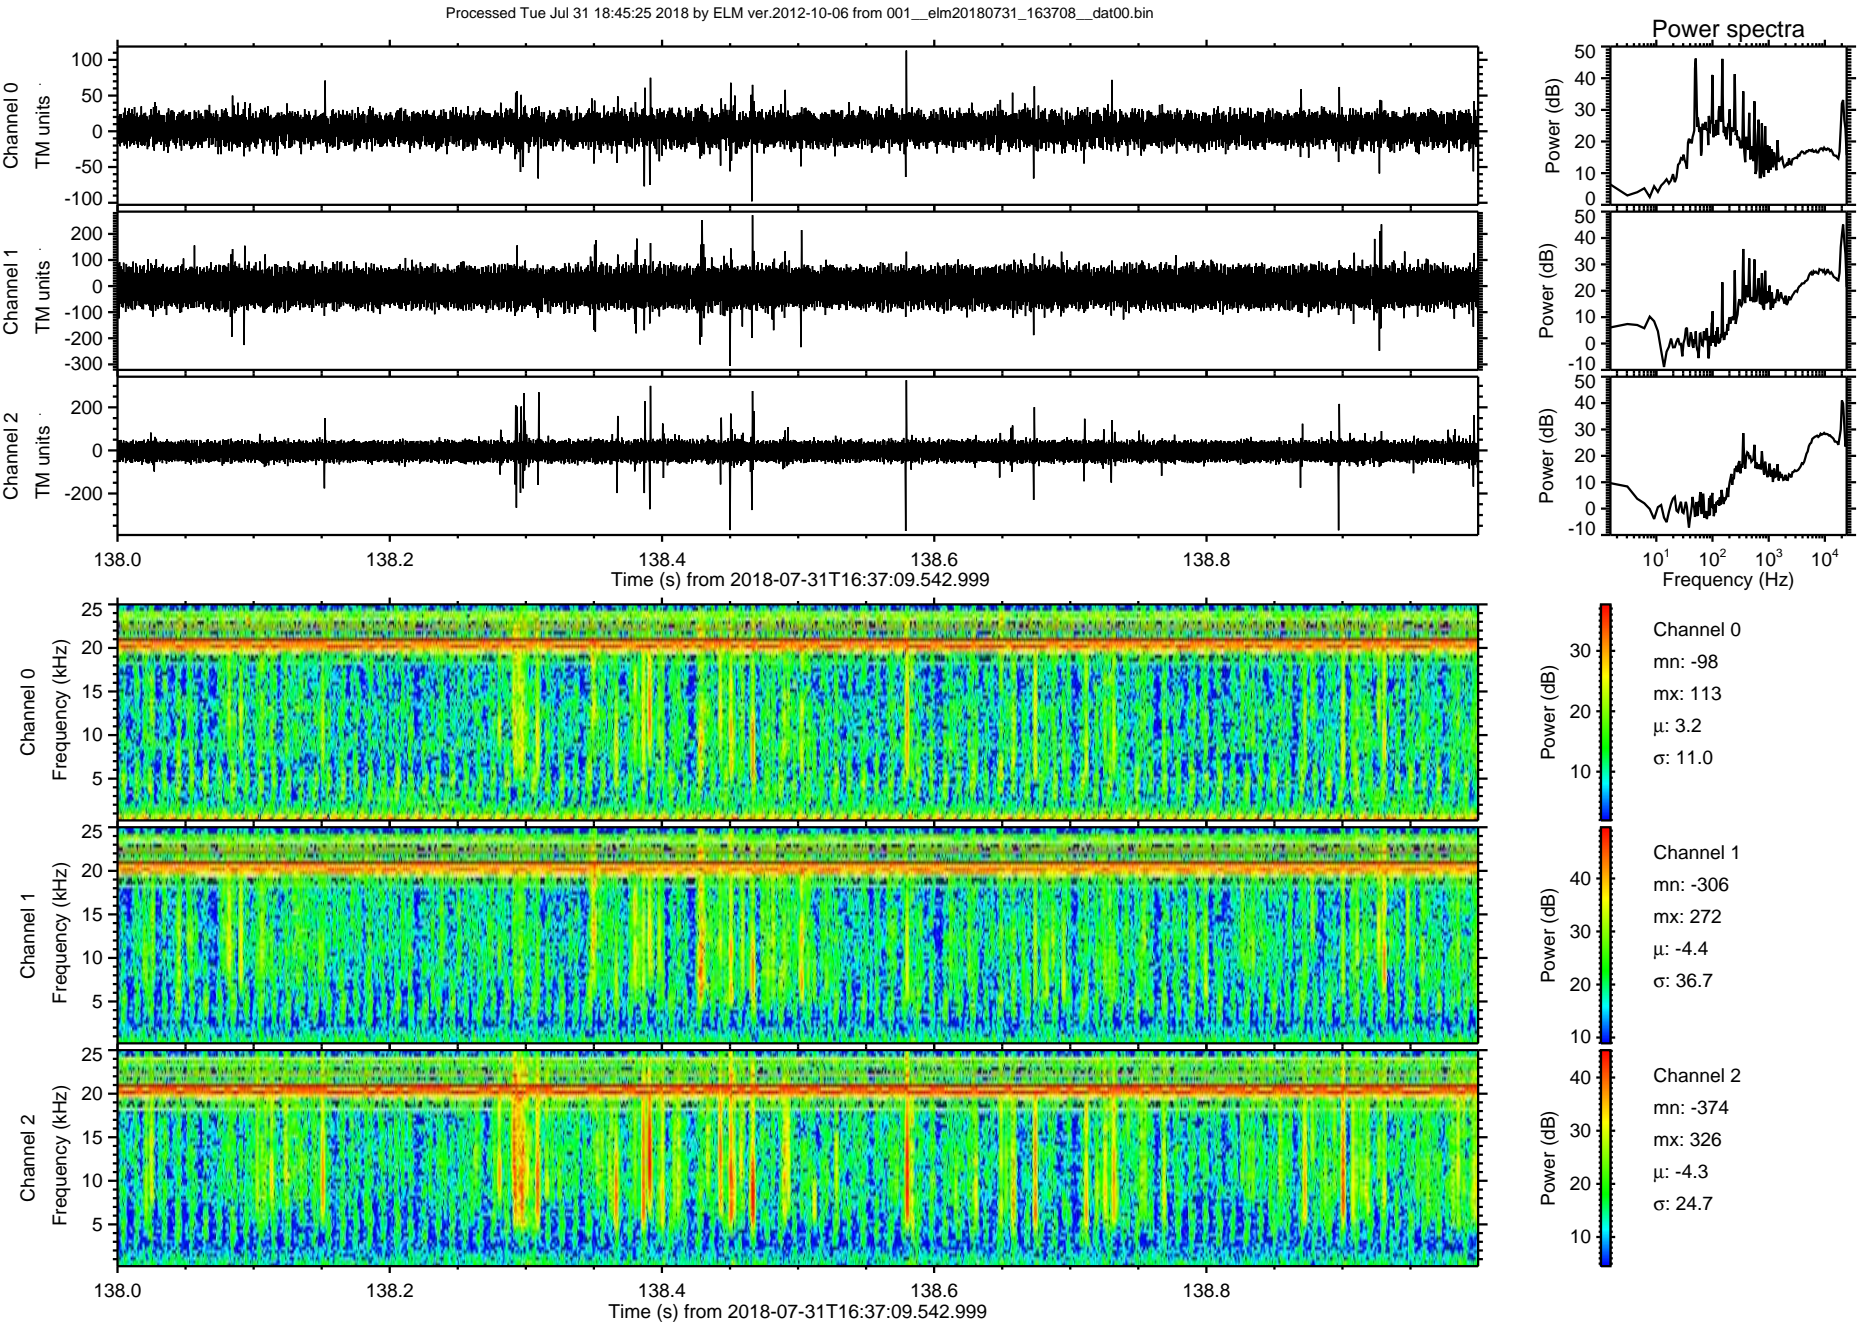 Processed Tue Jul 31 18:45:25 2018 by ELM ver.2012-10-06 from 001__elm20180731_163708__dat00.bin
Power spectra
Channel 0
TM units
100
50
0
-50
-100
Power (dB)
50
40
30
20
10
0
Channel 1
TM units
200
100
0
-100
-200
-300
Power (dB)
50
40
30
20
10
0
-10
Channel 2
TM units
200
0
-200
Power (dB)
50
40
30
20
10
0
-10
138.0 138.2 138.4 138.6 138.8
Time (s) from 2018-07-31T16:37:09.542.999
10¹ 10² 10³ 10⁴
Frequency (Hz)
Channel 0
Frequency (kHz)
25
20
15
10
5
Power (dB)
30
20
10
Channel 0
mn: -98
mx: 113
μ: 3.2
σ: 11.0
Channel 1
Frequency (kHz)
25
20
15
10
5
Power (dB)
40
30
20
10
Channel 1
mn: -306
mx: 272
μ: -4.4
σ: 36.7
Channel 2
Frequency (kHz)
25
20
15
10
5
Power (dB)
40
30
20
10
Channel 2
mn: -374
mx: 326
μ: -4.3
σ: 24.7
138.0 138.2 138.4 138.6 138.8
Time (s) from 2018-07-31T16:37:09.542.999